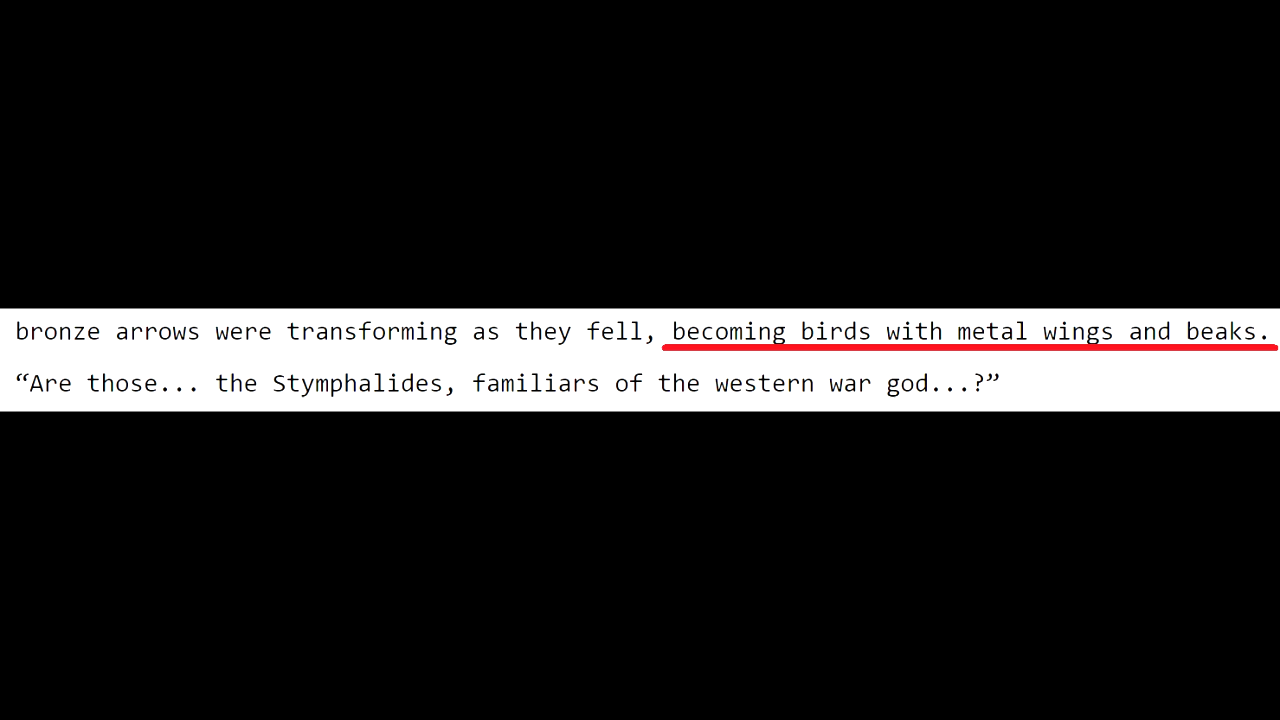 bronze arrows were transforming as they fell, becoming birds with metal wings and beaks.
“Are those... the Stymphalides, familiars of the western war god...?”